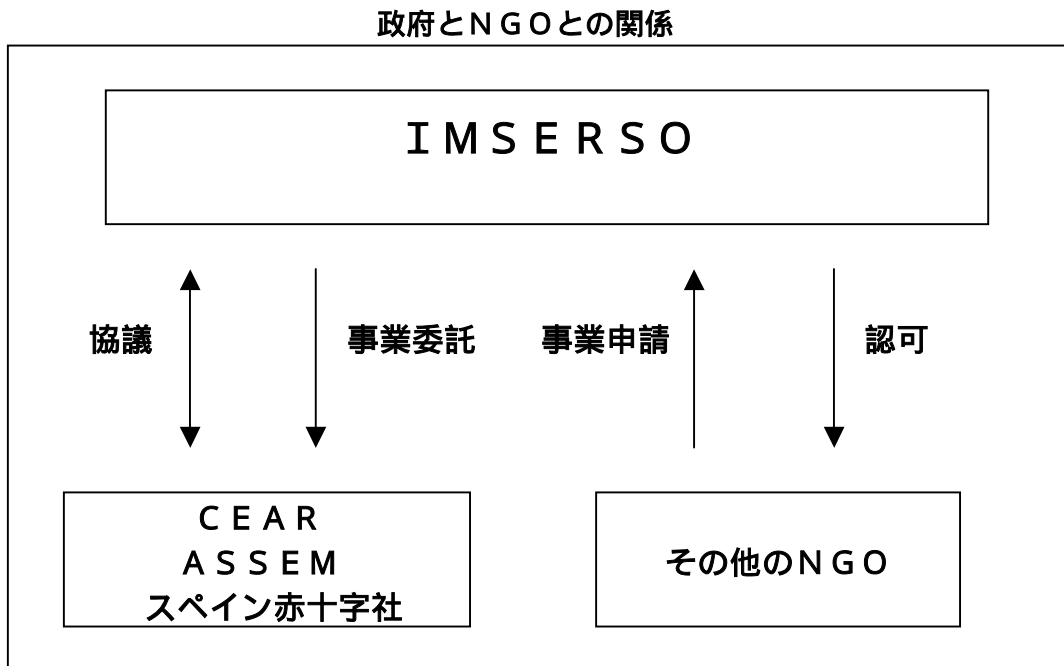 政府とNGOとの関係
IMSERSO
協議
事業委託
事業申請
認可
CEAR
ASSEM
スペイン赤十字社
その他のNGO